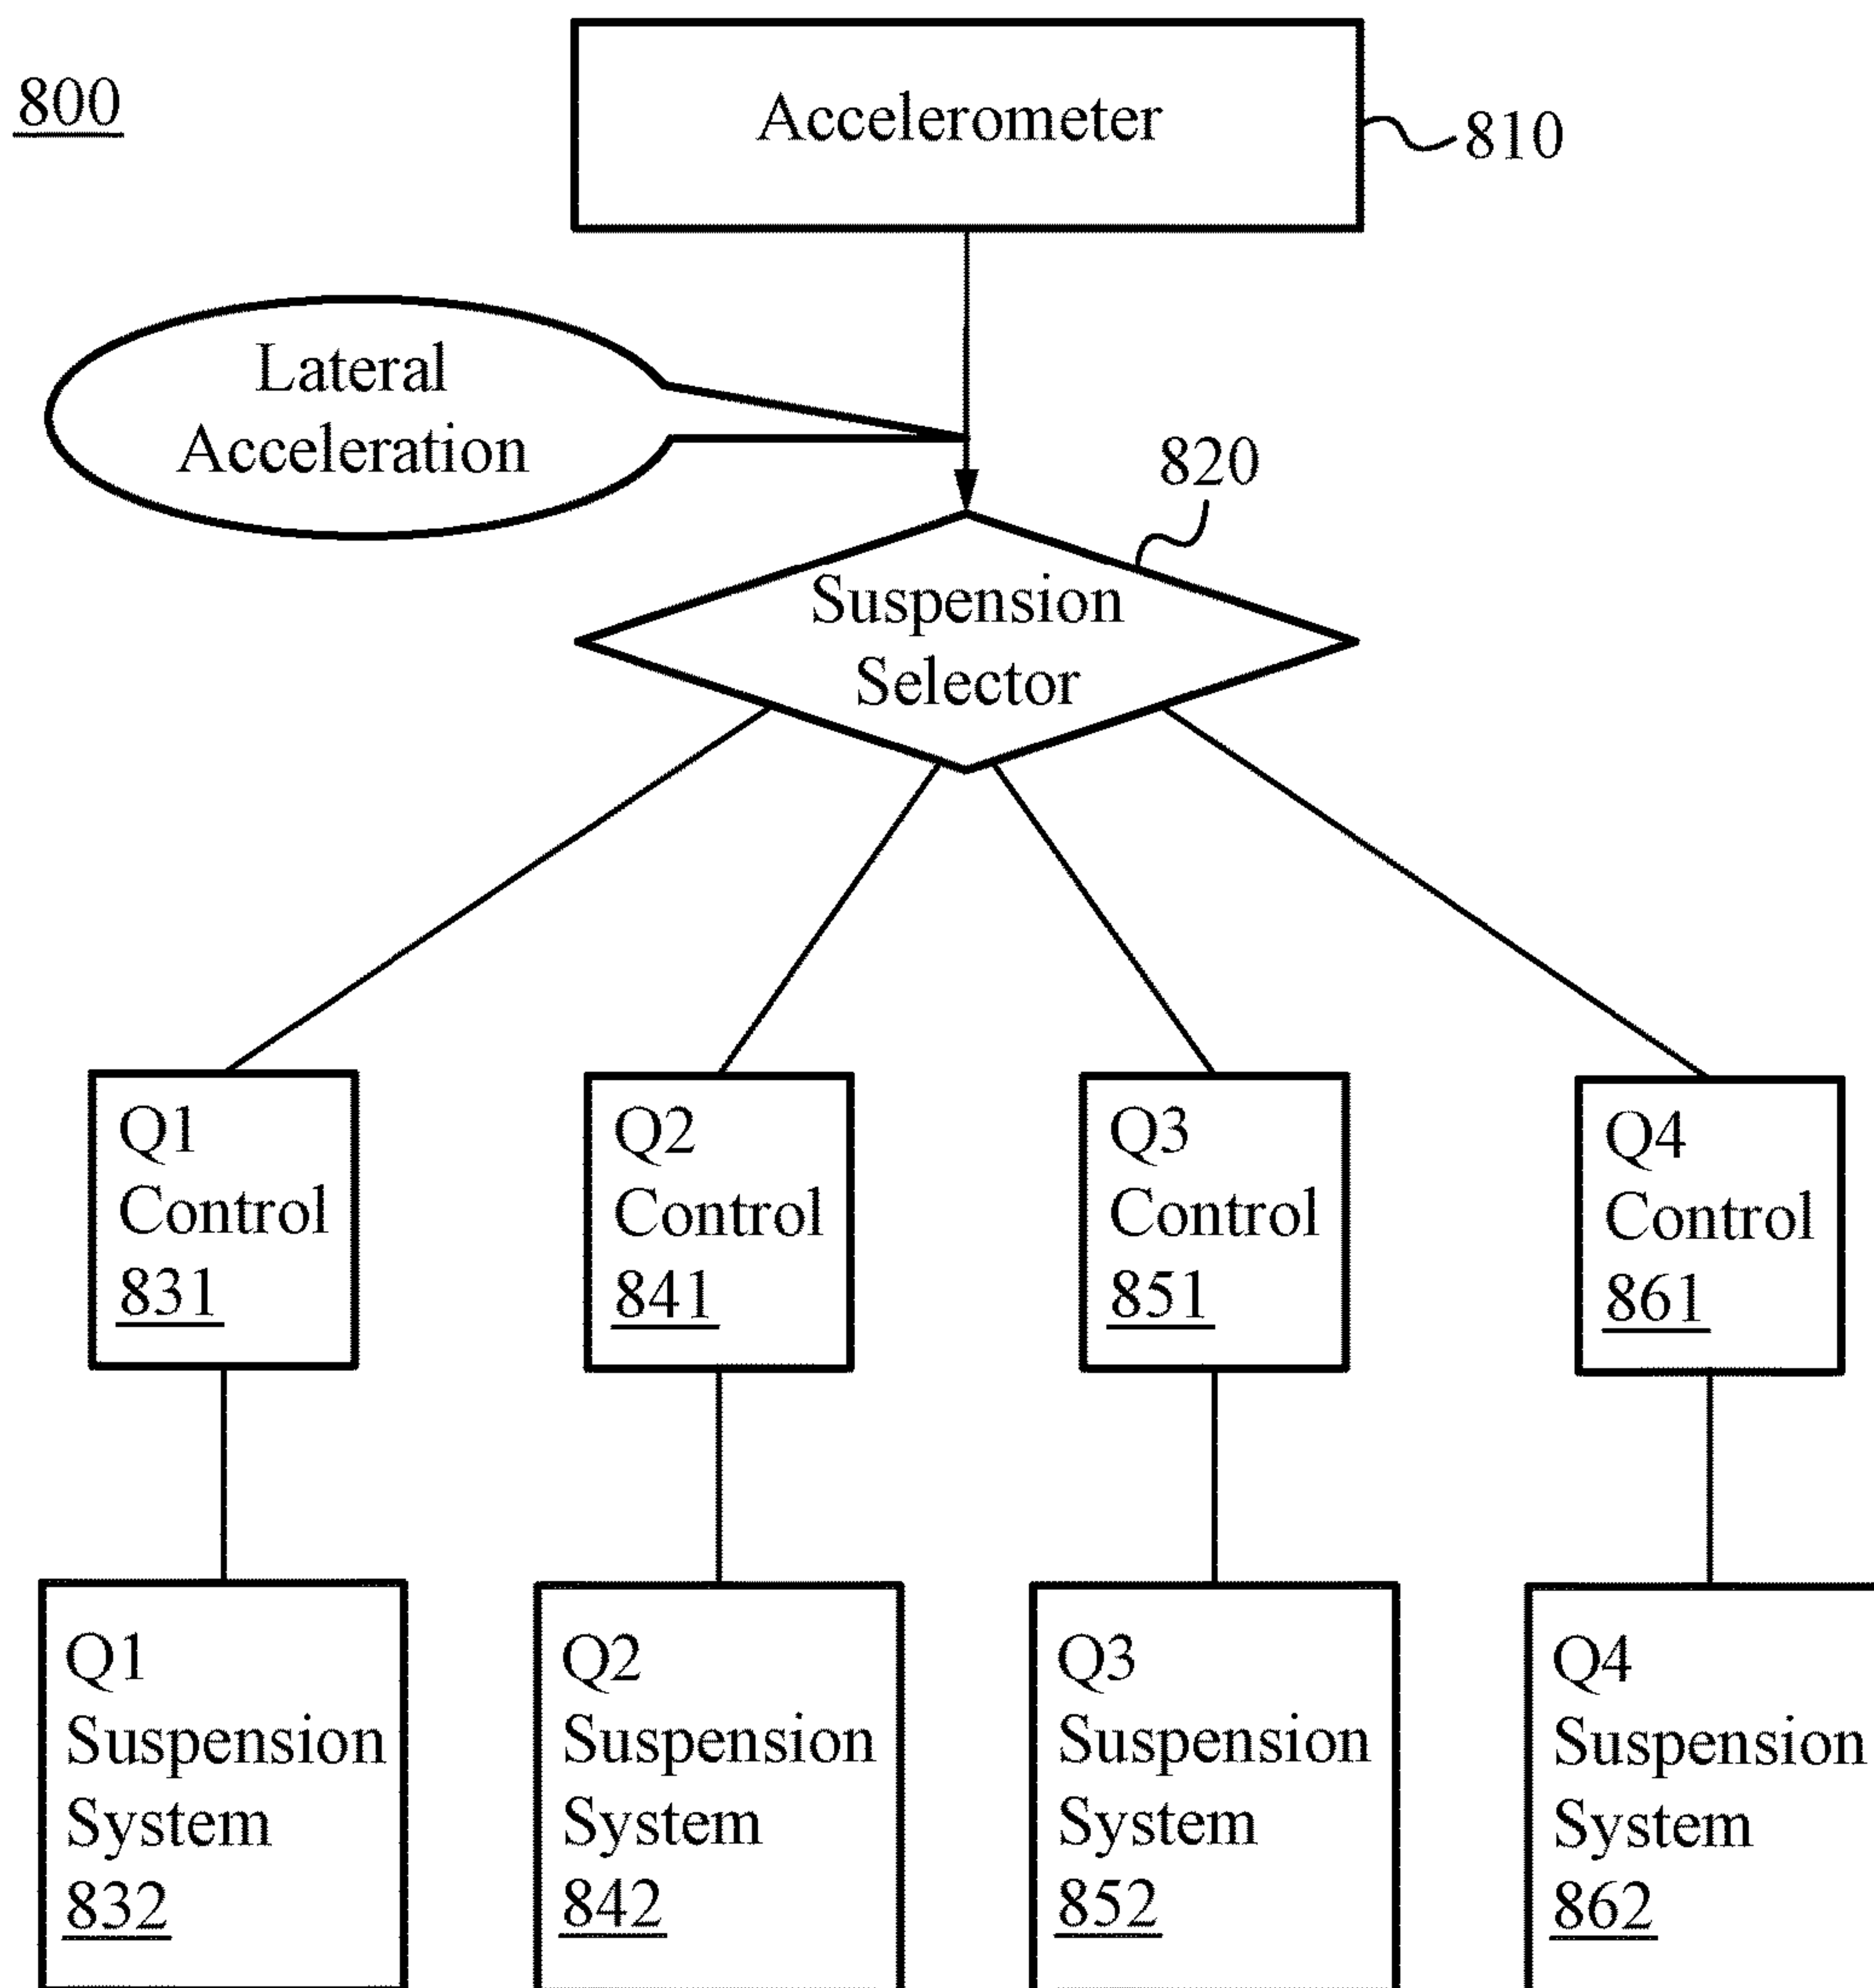 800
Accelerometer
810
Lateral
Acceleration
820
Suspension
Selector
Q1
Control
831
Q2
Control
841
Q3
Control
851
Q4
Control
861
Q1
Suspension
System
832
Q2
Suspension
System
842
Q3
Suspension
System
852
Q4
Suspension
System
862